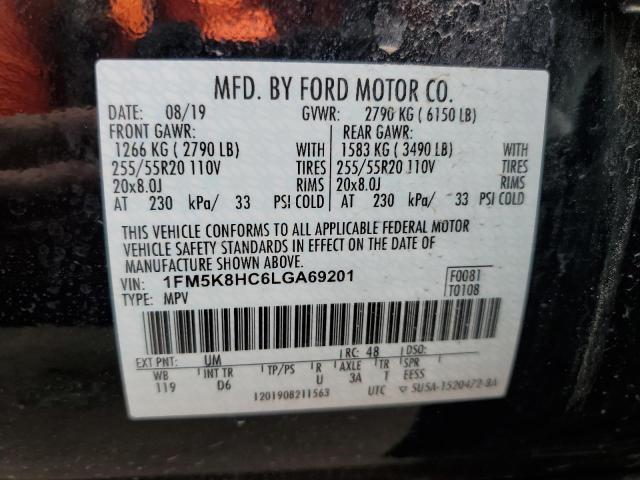 MFD. BY FORD MOTOR CO.
DATE: 08/19 GVWR: 2790 KG ( 6150 LB)
FRONT GAWR: REAR GAWR:
1266 KG ( 2790 LB) WITH 1583 KG ( 3490 LB) WITH
255/55R20 110V TIRES 255/55R20 110V TIRES
20x8.0J RIMS 20x8.0J RIMS
AT 230 kPa/ 33 PSI COLD AT 230 kPa/ 33 PSI COLD
THIS VEHICLE CONFORMS TO ALL APPLICABLE FEDERAL MOTOR
VEHICLE SAFETY STANDARDS IN EFFECT ON THE DATE OF
MANUFACTURE SHOWN ABOVE.
VIN: 1FM5K8HC6LGA69201 F0081
TYPE: MPV T0108
EXT PNT: UM RC: 48 DSO:
WB INT TR TP/PS R AXLE TR SPR
119 D6 U 3A T EESS
1201908211563 UTC ▽ SU5A-1520472-BA